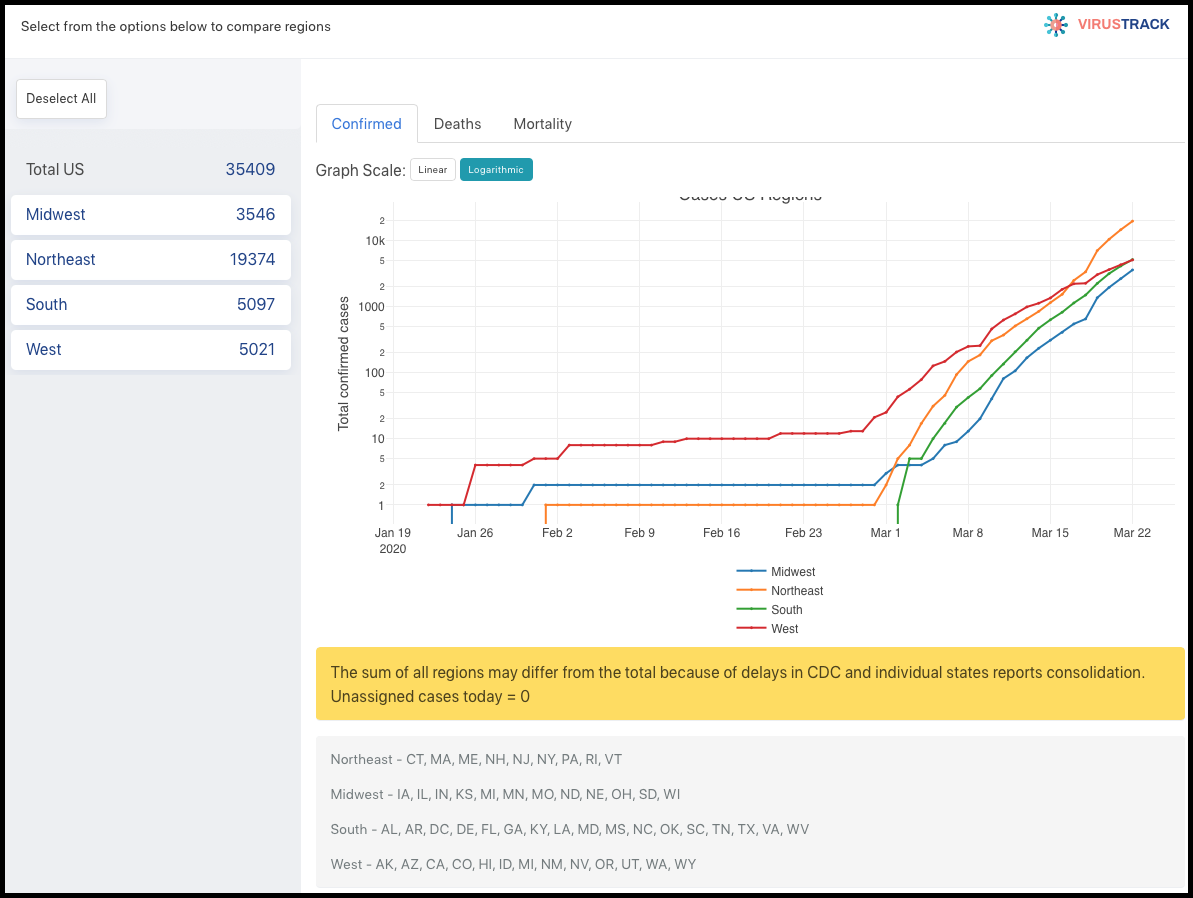 Select from the options below to compare regions
VIRUSTRACK
Deselect All
Total US 35409
Midwest 3546
Northeast 19374
South 5097
West 5021
Confirmed Deaths Mortality
Graph Scale: Linear Logarithmic
Cases US Regions
Total confirmed cases
2
10k
5
2
1000
5
2
100
5
2
10
5
2
1
Jan 19 Jan 26 Feb 2 Feb 9 Feb 16 Feb 23 Mar 1 Mar 8 Mar 15 Mar 22
2020
Midwest
Northeast
South
West
The sum of all regions may differ from the total because of delays in CDC and individual states reports consolidation.
Unassigned cases today = 0
Northeast - CT, MA, ME, NH, NJ, NY, PA, RI, VT
Midwest - IA, IL, IN, KS, MI, MN, MO, ND, NE, OH, SD, WI
South - AL, AR, DC, DE, FL, GA, KY, LA, MD, MS, NC, OK, SC, TN, TX, VA, WV
West - AK, AZ, CA, CO, HI, ID, MI, NM, NV, OR, UT, WA, WY